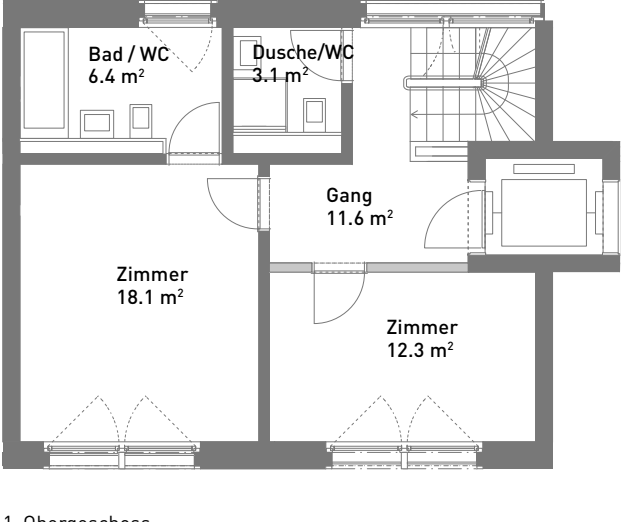 Bad / WC
6.4 m²
Dusche/WC
3.1 m²
Gang
11.6 m²
Zimmer
18.1 m²
Zimmer
12.3 m²
1. Obergeschoss